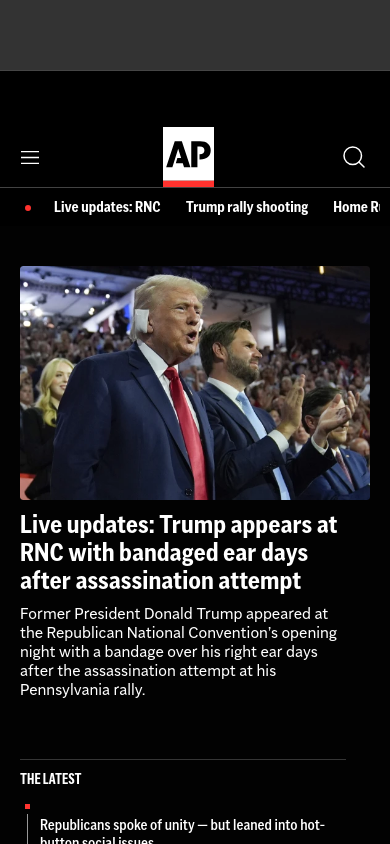 AP
Live updates: RNC Trump rally shooting Home R
Live updates: Trump appears at
RNC with bandaged ear days
after assassination attempt
Former President Donald Trump appeared at
the Republican National Convention's opening
night with a bandage over his right ear days
after the assassination attempt at his
Pennsylvania rally.
THE LATEST
Republicans spoke of unity — but leaned into hot-
button social issues